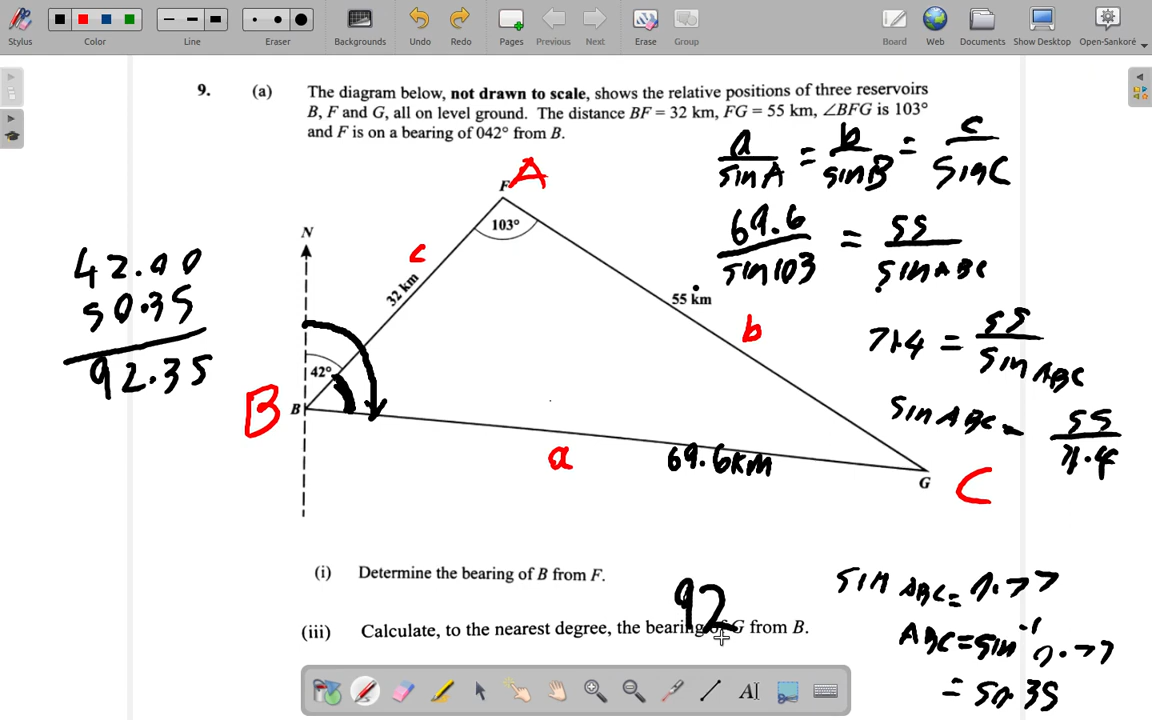 Stylus Color Line Eraser Backgrounds Undo Redo Pages Previous Next Erase Group Board Web Documents Show Desktop Open-Sankoré
9. (a) The diagram below, not drawn to scale, shows the relative positions of three reservoirs
B, F and G, all on level ground. The distance BF = 32 km, FG = 55 km, ∠BFG is 103°
and F is on a bearing of 042° from B.
a/sinA = b/sinB = c/sinC
F A
103°
69.6/sin103 = 55/sinABC
N
c
42.00
50.35
92.35
32 km
55 km
b
71.4 = 55/sinABC
42°
B B
sinABC = 55/71.4
a
69.6km
G C
(i) Determine the bearing of B from F.
sin ABC = 0.77
92
(iii) Calculate, to the nearest degree, the bearing of G from B.
ABC = sin⁻¹ 0.77
= 50.35